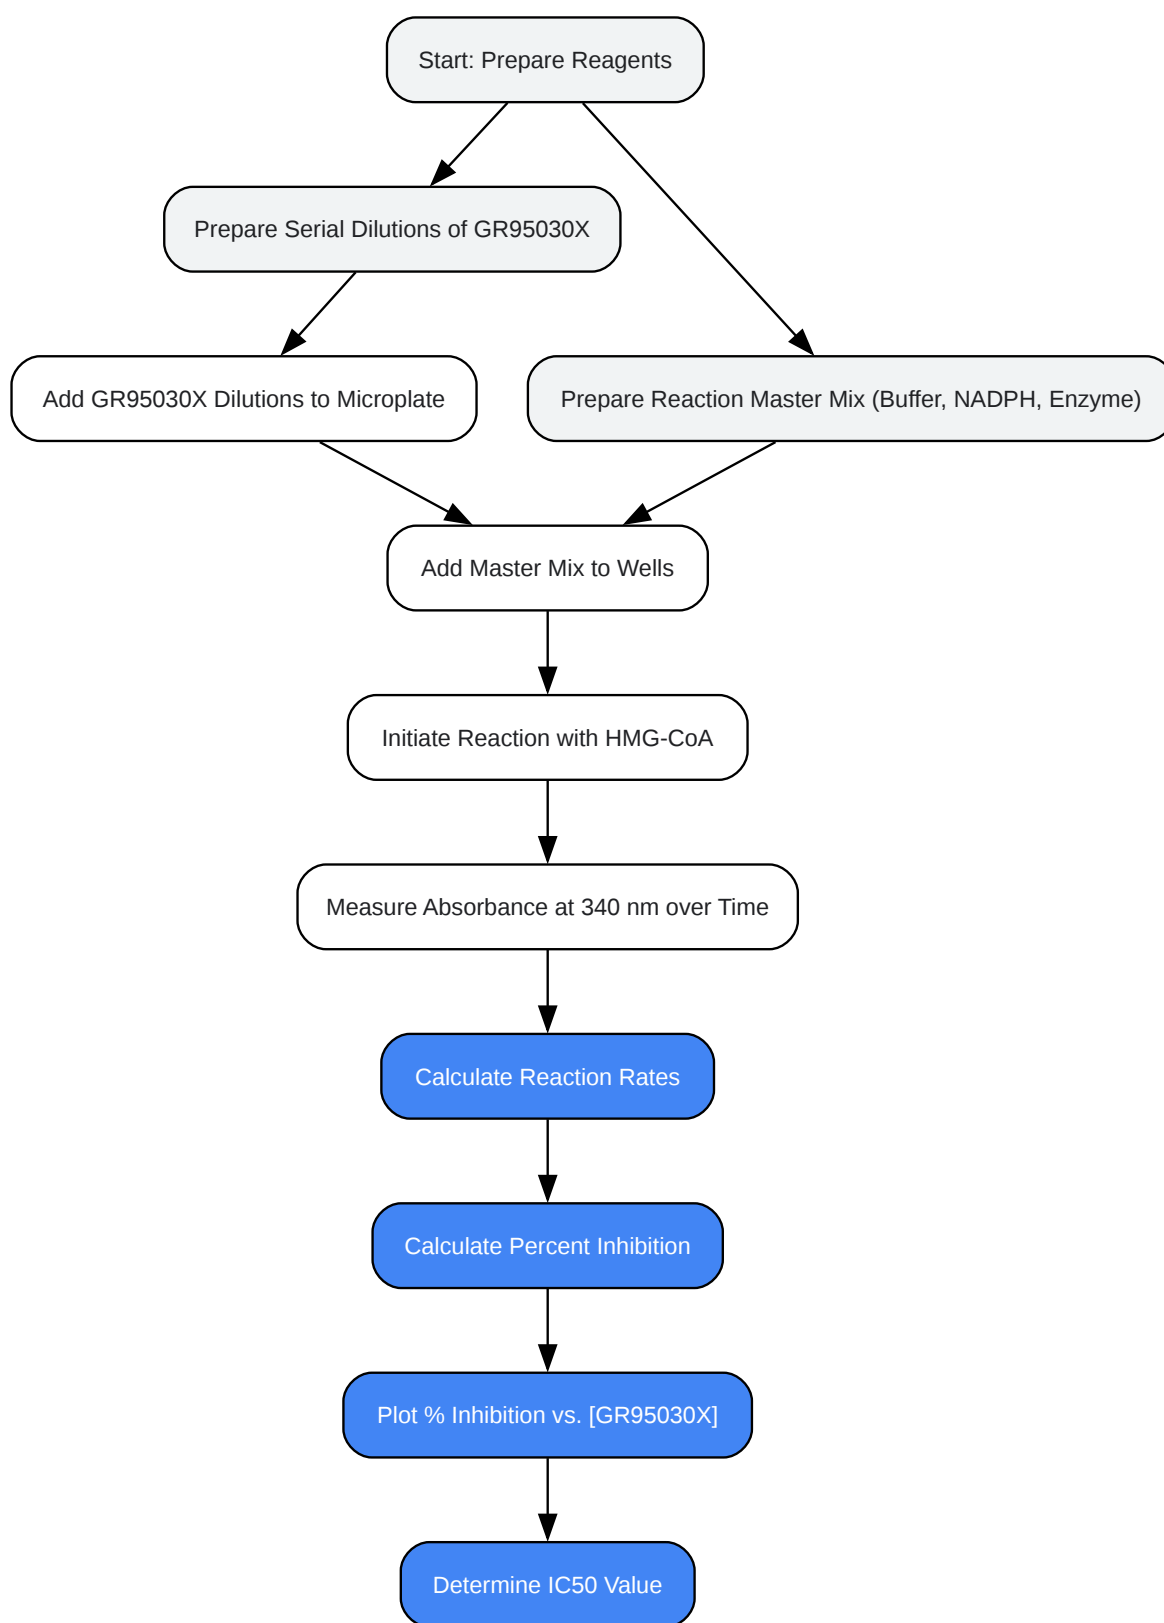 Start: Prepare Reagents
Prepare Serial Dilutions of GR95030X
Add GR95030X Dilutions to Microplate
Prepare Reaction Master Mix (Buffer, NADPH, Enzyme)
Add Master Mix to Wells
Initiate Reaction with HMG-CoA
Measure Absorbance at 340 nm over Time
Calculate Reaction Rates
Calculate Percent Inhibition
Plot % Inhibition vs. [GR95030X]
Determine IC50 Value